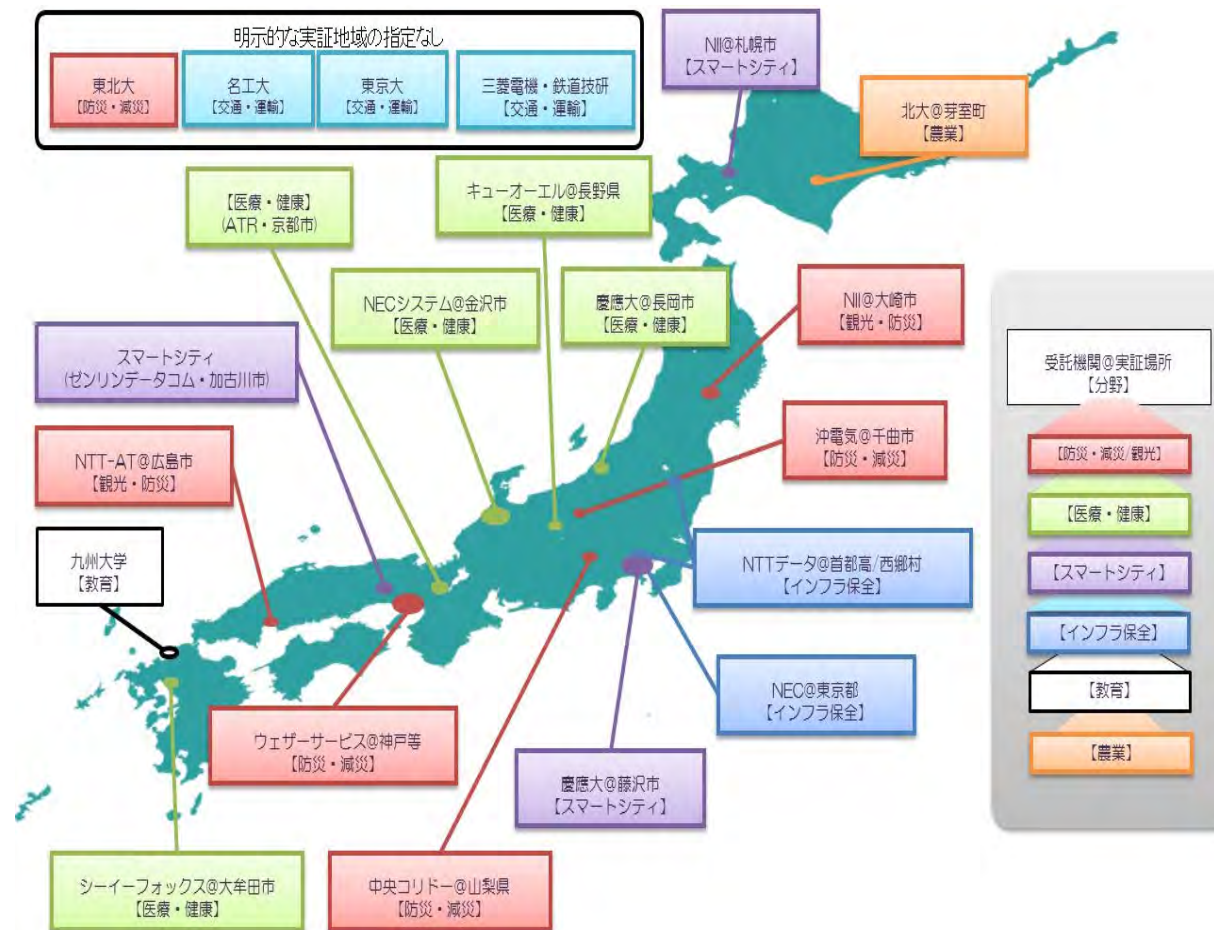 明示的な実証地域の指定なし
東北大
【防災・減災】
名工大
【交通・運輸】
東京大
【交通・運輸】
三菱電機・鉄道技研
【交通・運輸】
NII@札幌市
【スマートシティ】
北大@芽室町
【農業】
【医療・健康】
(ATR・京都市)
キューオーエル@長野県
【医療・健康】
NECシステム@金沢市
【医療・健康】
慶應大@長岡市
【医療・健康】
NII@大崎市
【観光・防災】
スマートシティ
(ゼンリンデータコム・加古川市)
沖電気@千曲市
【防災・減災】
NTT-AT@広島市
【観光・防災】
九州大学
【教育】
NTTデータ@首都高/西郷村
【インフラ保全】
NEC@東京都
【インフラ保全】
ウェザーサービス@神戸等
【防災・減災】
慶應大@藤沢市
【スマートシティ】
シーイーフォックス@大牟田市
【医療・健康】
中央コリドー@山梨県
【防災・減災】
受託機関@実証場所
【分野】
【防災・減災/観光】
【医療・健康】
【スマートシティ】
【インフラ保全】
【教育】
【農業】